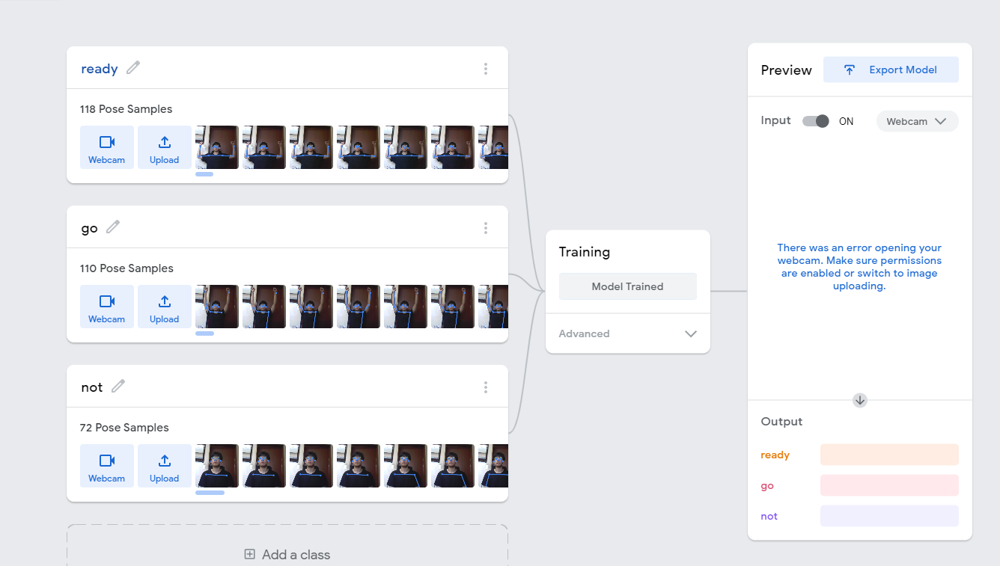 ready
118 Pose Samples
Webcam
Upload
go
110 Pose Samples
Webcam
Upload
not
72 Pose Samples
Webcam
Upload
Add a class
Training
Model Trained
Advanced
Preview
Export Model
Input
ON
Webcam
There was an error opening your
webcam. Make sure permissions
are enabled or switch to image
uploading.
Output
ready
go
not